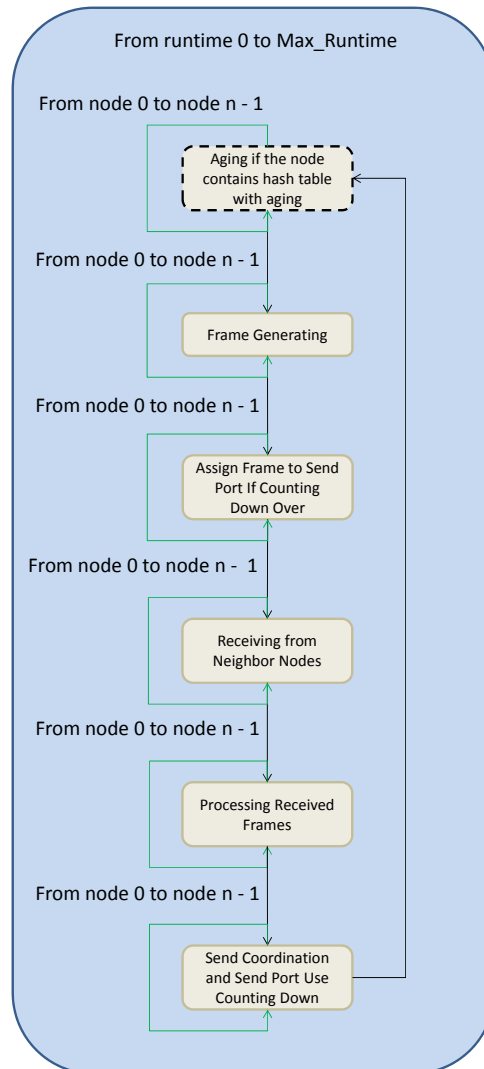 From runtime 0 to Max_Runtime
From node 0 to node n - 1
Aging if the node
contains hash table
with aging
From node 0 to node n - 1
Frame Generating
From node 0 to node n - 1
Assign Frame to Send
Port If Counting
Down Over
From node 0 to node n - 1
Receiving from
Neighbor Nodes
From node 0 to node n - 1
Processing Received
Frames
From node 0 to node n - 1
Send Coordination
and Send Port Use
Counting Down